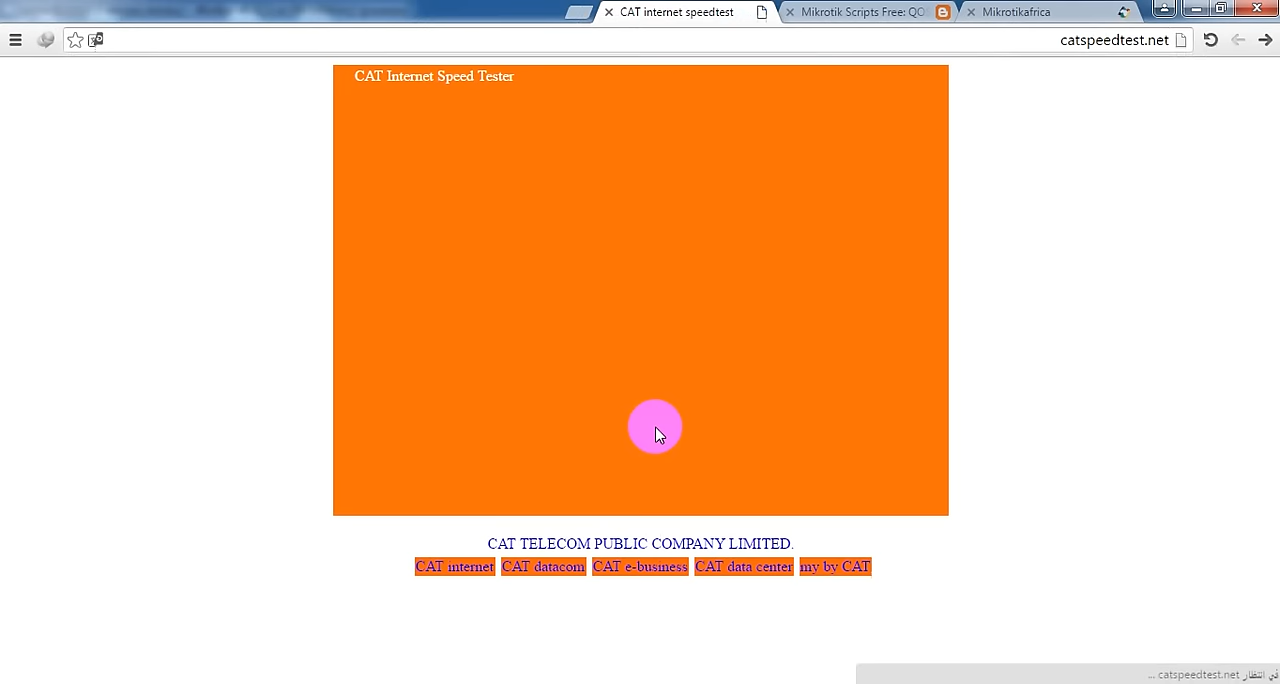 CAT internet speedtest
Mikrotik Scripts Free: QO
Mikrotikafrica
catspeedtest.net
CAT Internet Speed Tester
CAT TELECOM PUBLIC COMPANY LIMITED.
CAT internet CAT datacom CAT e-business CAT data center my by CAT
في انتظار catspeedtest.net ...